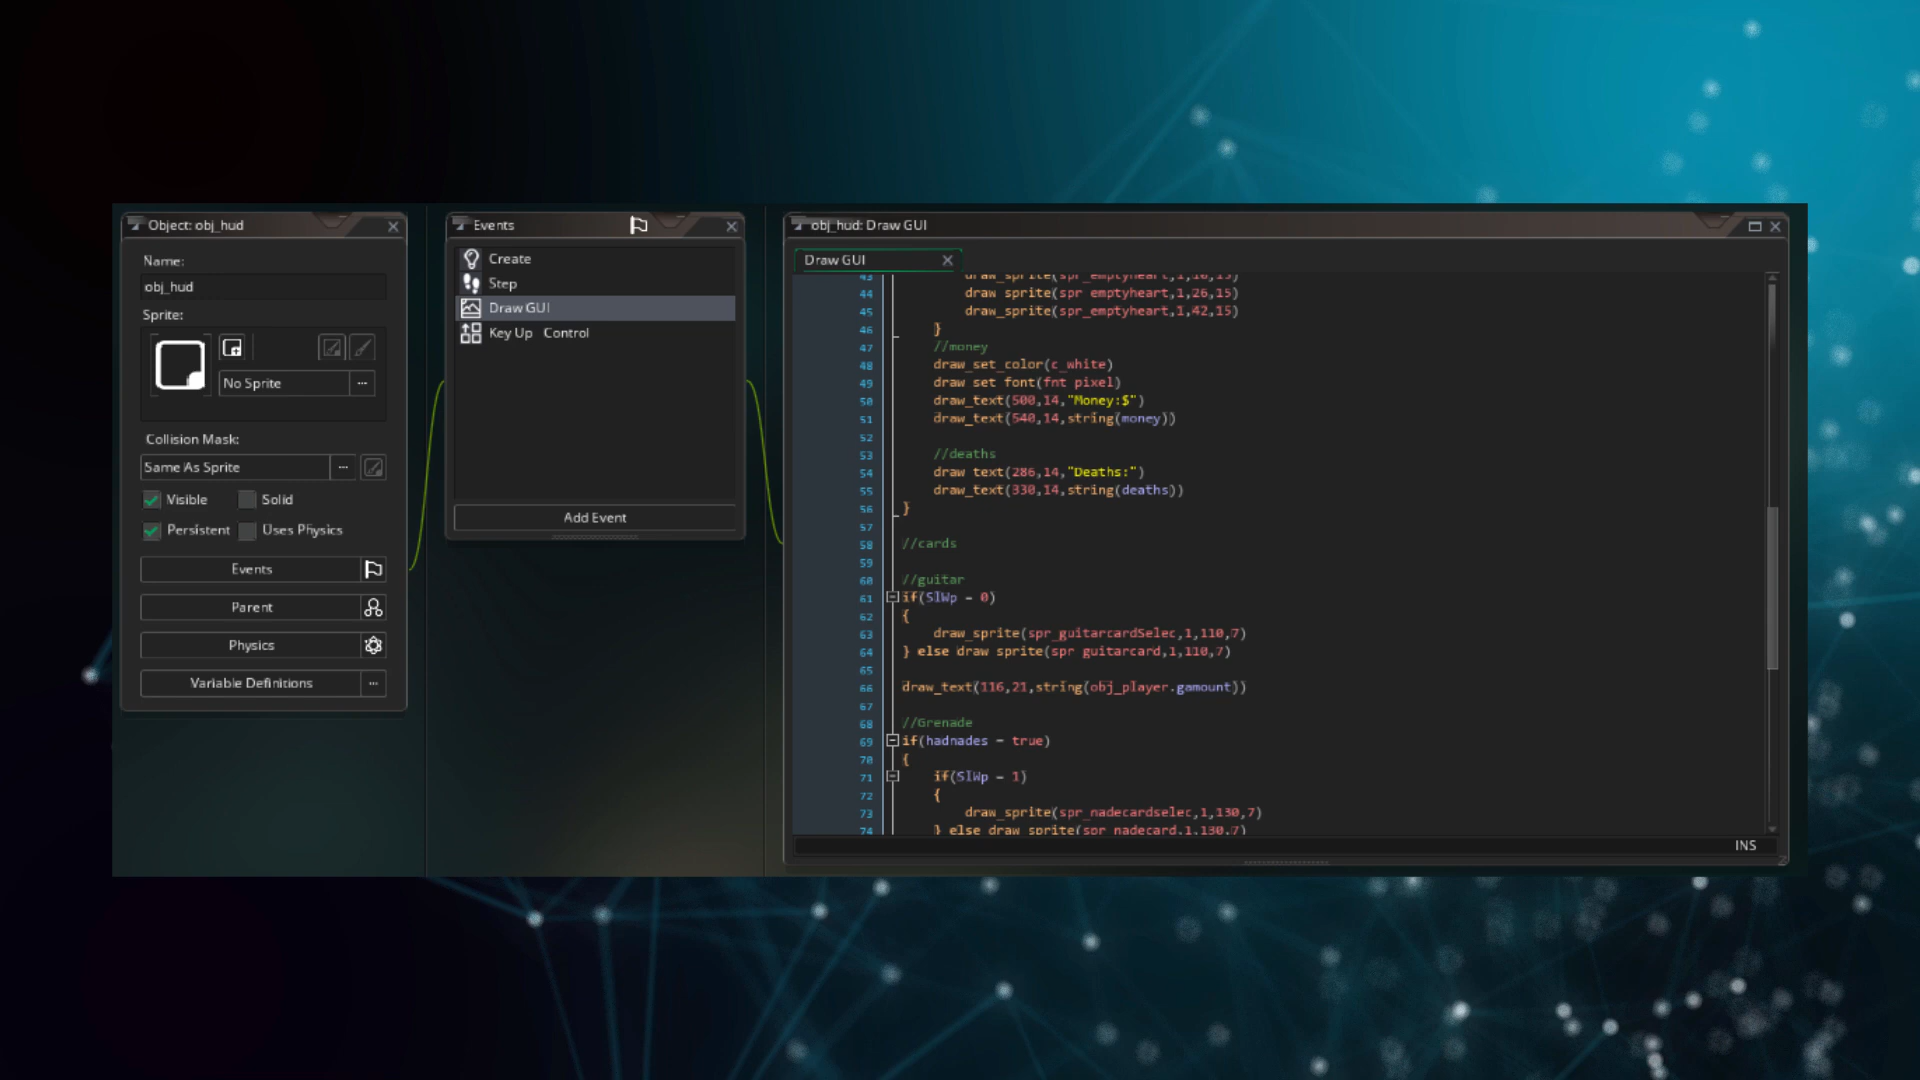 Object: obj_hud
Name:
obj_hud
Sprite:
No Sprite
...
Collision Mask:
Same As Sprite
...
Visible
Solid
Persistent
Uses Physics
Events
Parent
Physics
Variable Definitions
...
Events
Create
Step
Draw GUI
Key Up Control
Add Event
obj_hud: Draw GUI
Draw GUI
43 draw_sprite(spr_emptyheart,1,10,15)
44 draw_sprite(spr_emptyheart,1,26,15)
45 draw_sprite(spr_emptyheart,1,42,15)
46 }
47 //money
48 draw_set_color(c_white)
49 draw_set_font(fnt_pixel)
50 draw_text(500,14,"Money:$")
51 draw_text(540,14,string(money))
52
53 //deaths
54 draw_text(286,14,"Deaths:")
55 draw_text(330,14,string(deaths))
56 }
57
58 //cards
59
60 //guitar
61 if(SlWp = 0)
62 {
63 draw_sprite(spr_guitarcardSelec,1,110,7)
64 } else draw_sprite(spr_guitarcard,1,110,7)
65
66 draw_text(116,21,string(obj_player.gamount))
67
68 //Grenade
69 if(hadnades = true)
70 {
71 if(SlWp = 1)
72 {
73 draw_sprite(spr_nadecardselec,1,130,7)
74 } else draw_sprite(spr_nadecard,1,130,7)
INS